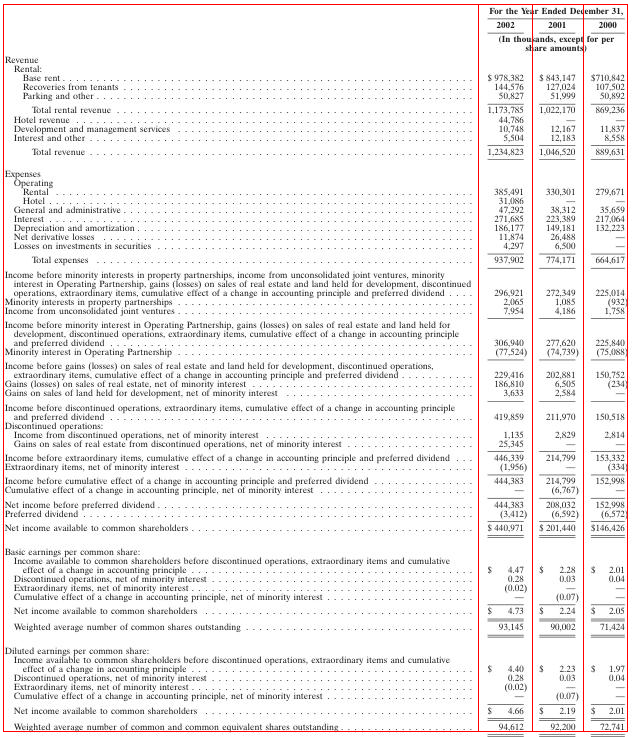 For the Year Ended December 31,
2002 2001 2000
(In thousands, except for per
share amounts)
Revenue
Rental:
Base rent $ 978,382 $ 843,147 $710,842
Recoveries from tenants 144,576 127,024 107,502
Parking and other 50,827 51,999 50,892
Total rental revenue 1,173,785 1,022,170 869,236
Hotel revenue 44,786 — —
Development and management services 10,748 12,167 11,837
Interest and other 5,504 12,183 8,558
Total revenue 1,234,823 1,046,520 889,631
Expenses
Operating
Rental 385,491 330,301 279,671
Hotel 31,086 — —
General and administrative 47,292 38,312 35,659
Interest 271,685 223,389 217,064
Depreciation and amortization 186,177 149,181 132,223
Net derivative losses 11,874 26,488 —
Losses on investments in securities 4,297 6,500 —
Total expenses 937,902 774,171 664,617
Income before minority interests in property partnerships, income from unconsolidated joint ventures, minority
interest in Operating Partnership, gains (losses) on sales of real estate and land held for development, discontinued
operations, extraordinary items, cumulative effect of a change in accounting principle and preferred dividend 296,921 272,349 225,014
Minority interests in property partnerships 2,065 1,085 (932)
Income from unconsolidated joint ventures 7,954 4,186 1,758
Income before minority interest in Operating Partnership, gains (losses) on sales of real estate and land held for
development, discontinued operations, extraordinary items, cumulative effect of a change in accounting principle
and preferred dividend 306,940 277,620 225,840
Minority interest in Operating Partnership (77,524) (74,739) (75,088)
Income before gains (losses) on sales of real estate and land held for development, discontinued operations,
extraordinary items, cumulative effect of a change in accounting principle and preferred dividend 229,416 202,881 150,752
Gains (losses) on sales of real estate, net of minority interest 186,810 6,505 (234)
Gains on sales of land held for development, net of minority interest 3,633 2,584 —
Income before discontinued operations, extraordinary items, cumulative effect of a change in accounting principle
and preferred dividend 419,859 211,970 150,518
Discontinued operations:
Income from discontinued operations, net of minority interest 1,135 2,829 2,814
Gains on sales of real estate from discontinued operations, net of minority interest 25,345 — —
Income before extraordinary items, cumulative effect of a change in accounting principle and preferred dividend 446,339 214,799 153,332
Extraordinary items, net of minority interest (1,956) — (334)
Income before cumulative effect of a change in accounting principle and preferred dividend 444,383 214,799 152,998
Cumulative effect of a change in accounting principle, net of minority interest — (6,767) —
Net income before preferred dividend 444,383 208,032 152,998
Preferred dividend (3,412) (6,592) (6,572)
Net income available to common shareholders $ 440,971 $ 201,440 $146,426
Basic earnings per common share:
Income available to common shareholders before discontinued operations, extraordinary items and cumulative
effect of a change in accounting principle $ 4.47 $ 2.28 $ 2.01
Discontinued operations, net of minority interest 0.28 0.03 0.04
Extraordinary items, net of minority interest (0.02) — —
Cumulative effect of a change in accounting principle, net of minority interest — (0.07) —
Net income available to common shareholders $ 4.73 $ 2.24 $ 2.05
Weighted average number of common shares outstanding 93,145 90,002 71,424
Diluted earnings per common share:
Income available to common shareholders before discontinued operations, extraordinary items and cumulative
effect of a change in accounting principle $ 4.40 $ 2.23 $ 1.97
Discontinued operations, net of minority interest 0.28 0.03 0.04
Extraordinary items, net of minority interest (0.02) — —
Cumulative effect of a change in accounting principle, net of minority interest — (0.07) —
Net income available to common shareholders $ 4.66 $ 2.19 $ 2.01
Weighted average number of common and common equivalent shares outstanding 94,612 92,200 72,741